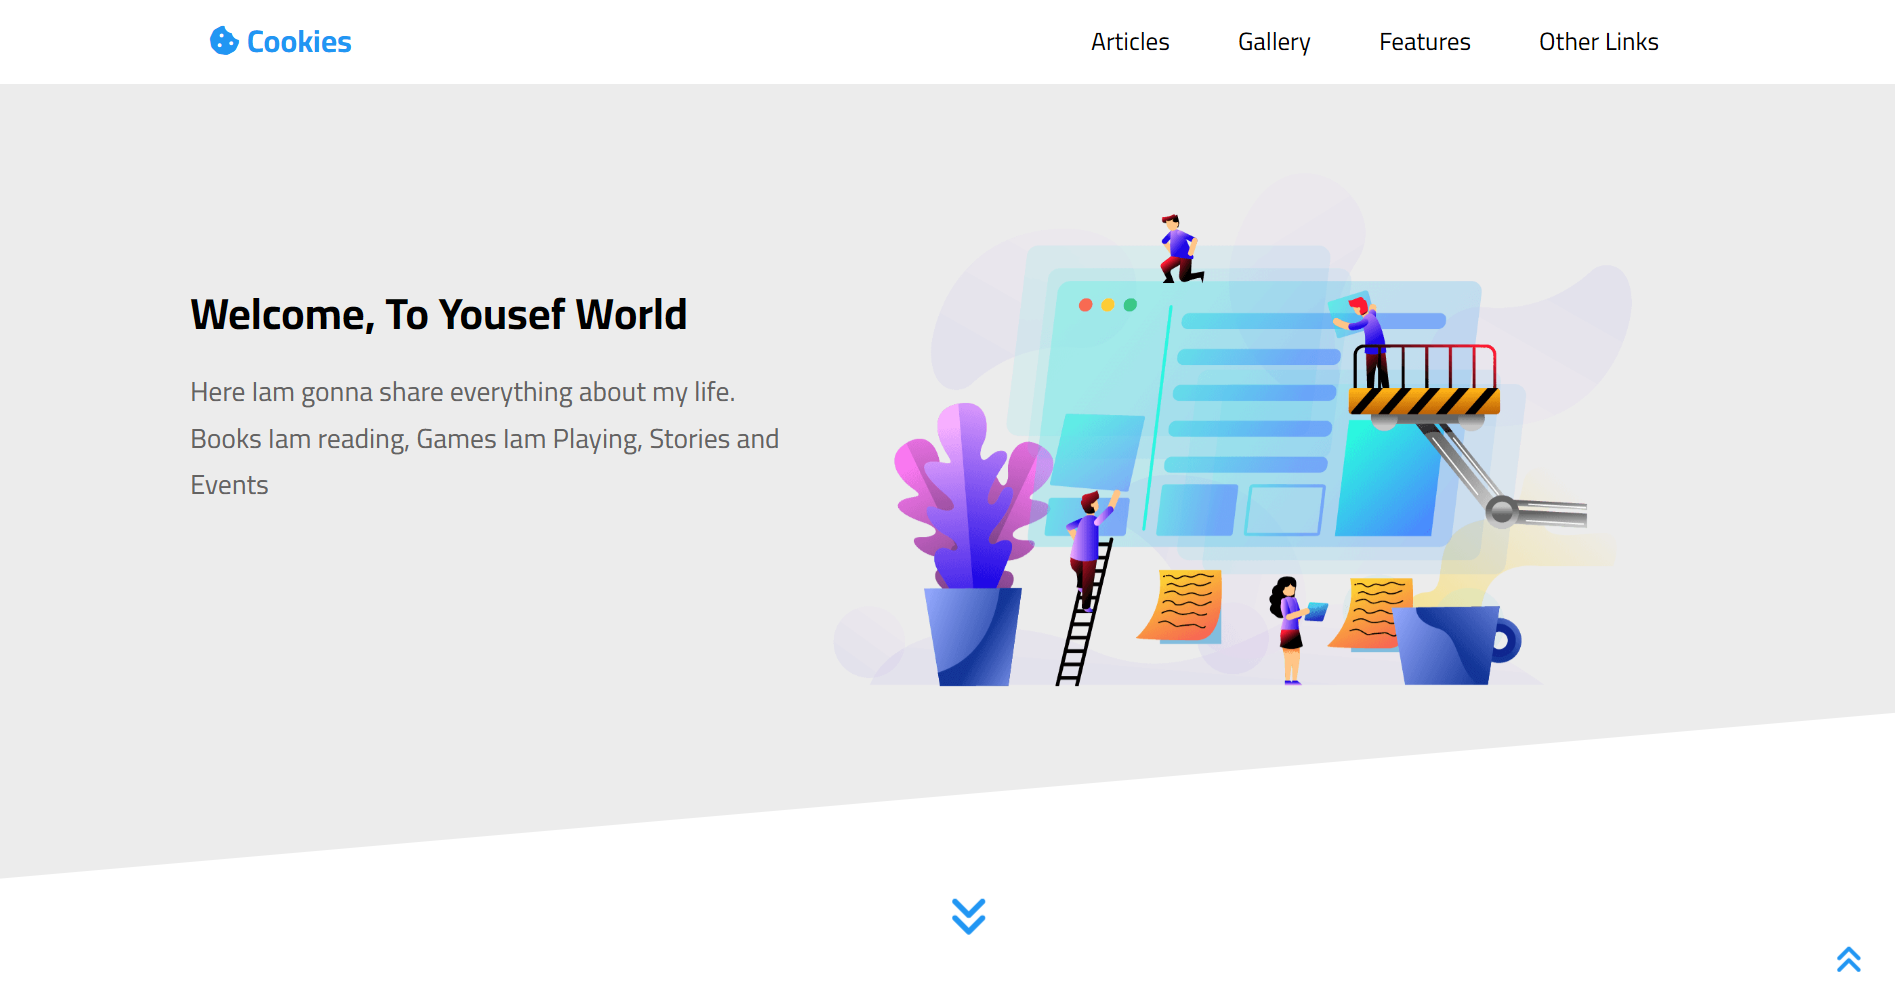 Cookies
Articles
Gallery
Features
Other Links
Welcome, To Yousef World
Here Iam gonna share everything about my life.
Books Iam reading, Games Iam Playing, Stories and
Events